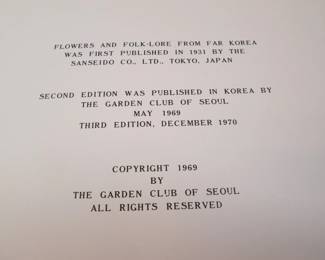 FLOWERS AND FOLK-LORE FROM FAR KOREA
WAS FIRST PUBLISHED IN 1931 BY THE
SANSEIDO CO., LTD., TOKYO, JAPAN
SECOND EDITION WAS PUBLISHED IN KOREA BY
THE GARDEN CLUB OF SEOUL
MAY 1969
THIRD EDITION, DECEMBER 1970
COPYRIGHT 1969
BY
THE GARDEN CLUB OF SEOUL
ALL RIGHTS RESERVED